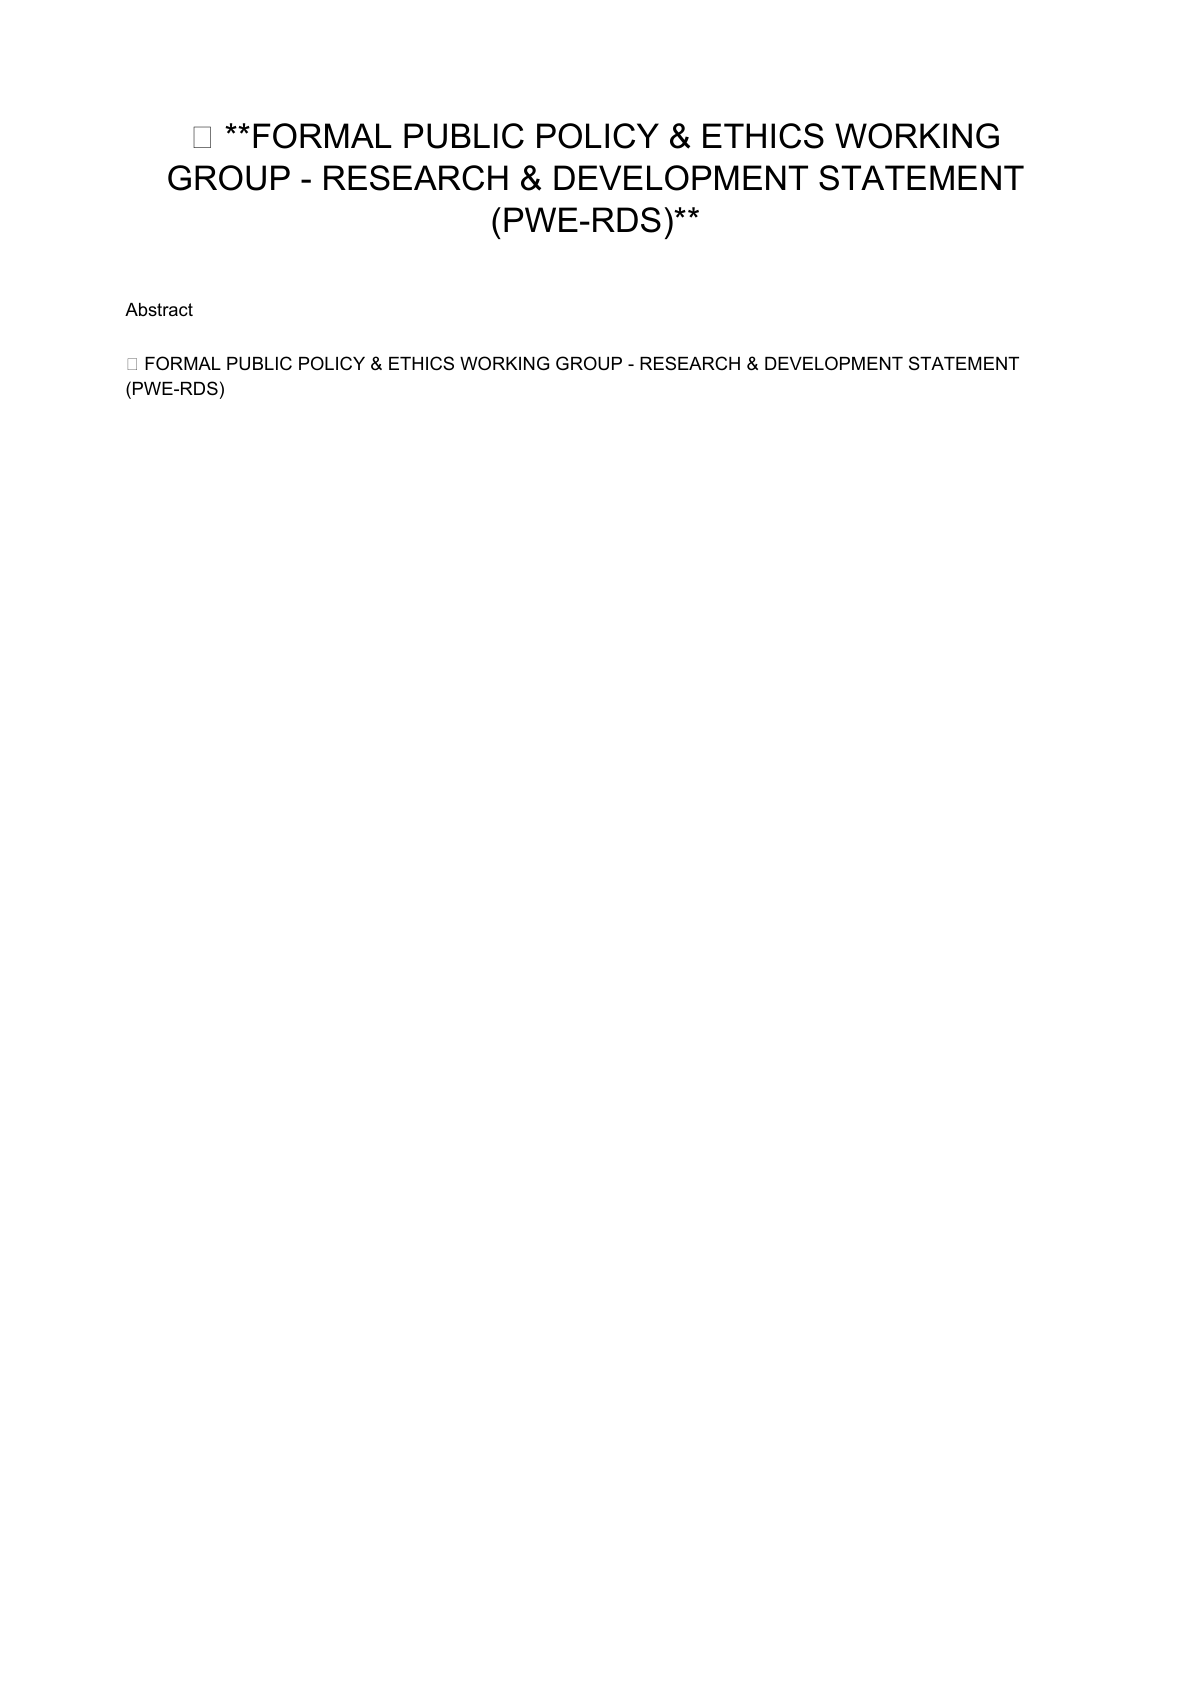 **FORMAL PUBLIC POLICY & ETHICS WORKING
GROUP - RESEARCH & DEVELOPMENT STATEMENT
(PWE-RDS)**
Abstract
FORMAL PUBLIC POLICY & ETHICS WORKING GROUP - RESEARCH & DEVELOPMENT STATEMENT
(PWE-RDS)